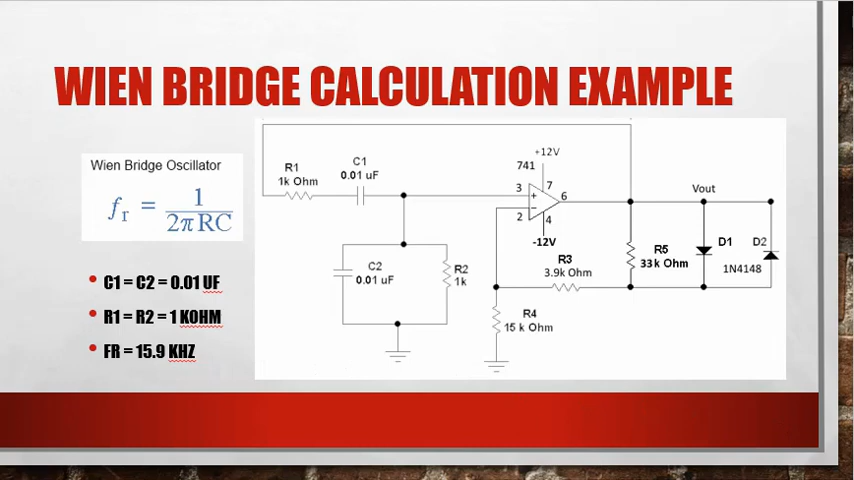 WIEN BRIDGE CALCULATION EXAMPLE
Wien Bridge Oscillator
fr = 1 / 2πRC
• C1 = C2 = 0.01 UF
• R1 = R2 = 1 KOHM
• FR = 15.9 KHZ
R1
1k Ohm
C1
0.01 uF
+12V
741
3
7
+
6
-
2
4
-12V
Vout
C2
0.01 uF
R2
1k
R3
3.9k Ohm
R4
15 k Ohm
R5
33k Ohm
D1
D2
1N4148